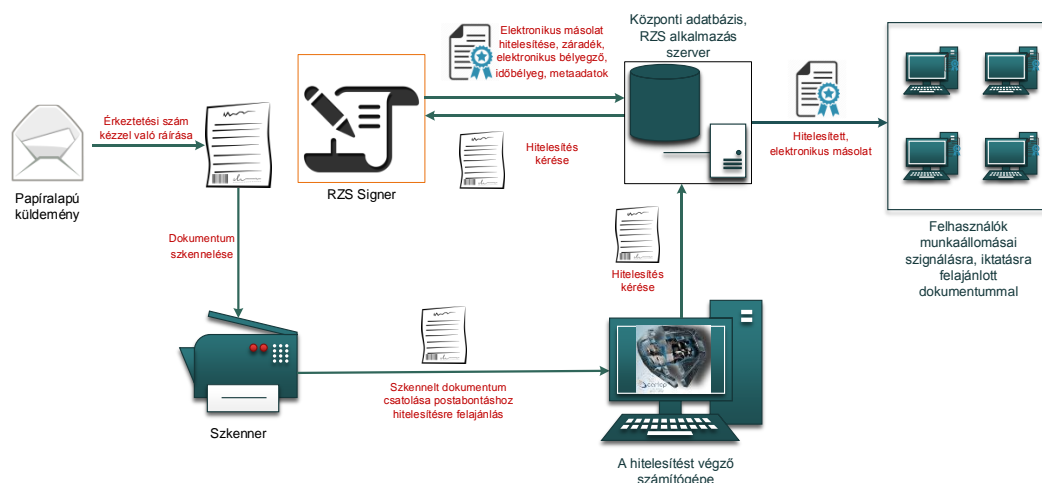 Elektronikus másolat
hitelesítése, záradék,
elektronikus bélyegző,
időbélyeg, metaadatok
Központi adatbázis,
RZS alkalmazás
szerver
Érkeztetési szám
kézzel való ráírása
Hitelesítés
kérése
Hitelesített,
elektronikus másolat
Papíralapú
küldemény
RZS Signer
Dokumentum
szkennelése
Hitelesítés
kérése
Felhasználók
munkaállomásai
szignálásra, iktatásra
felajánlott
dokumentummal
Szkennelt dokumentum
csatolása postabontáshoz
hitelesítésre felajánlás
Szkenner
A hitelesítést végző
számítógépe